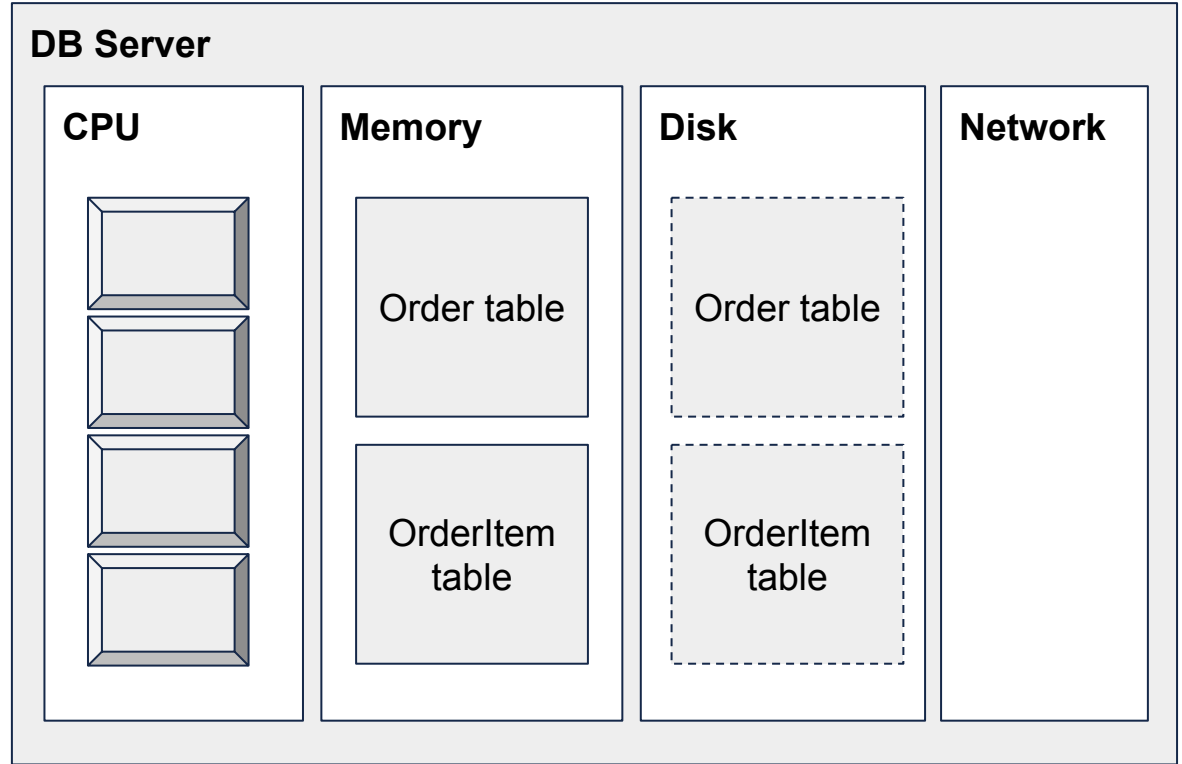 DB Server
CPU
Memory
Disk
Network
Order table
Order table
OrderItem
table
OrderItem
table